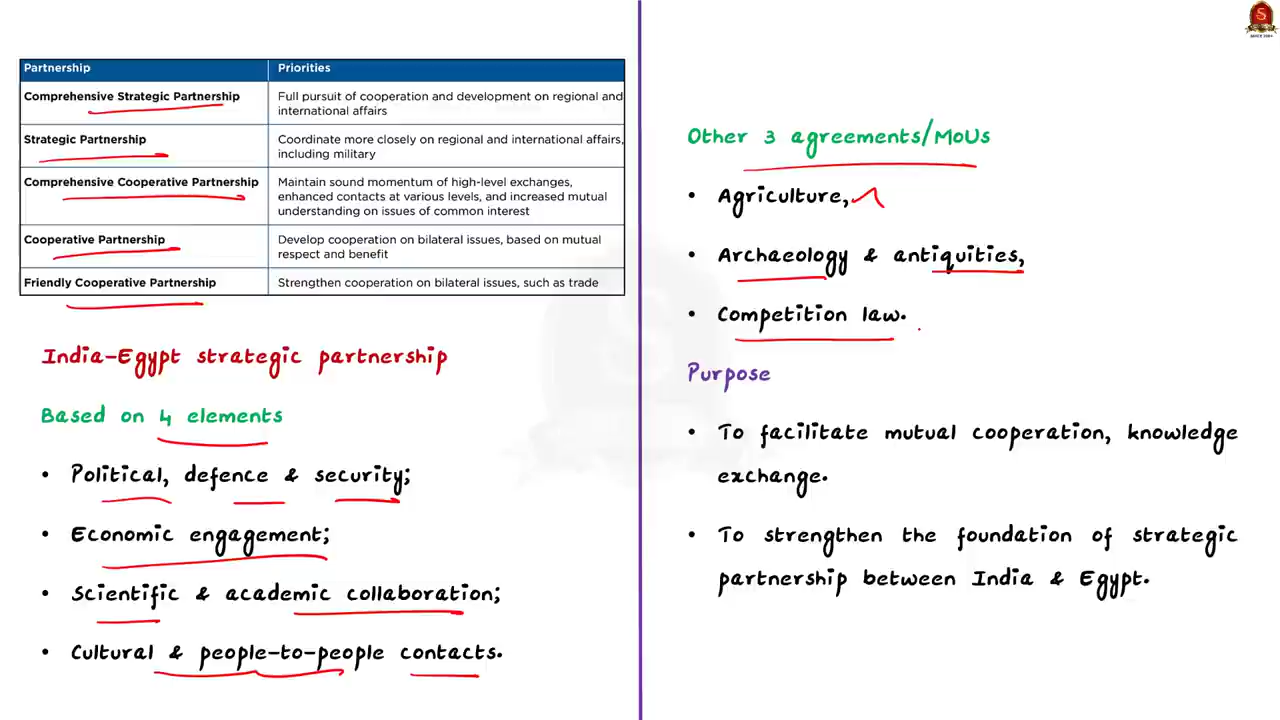 Partnership
Priorities
Comprehensive Strategic Partnership
Full pursuit of cooperation and development on regional and
international affairs
Strategic Partnership
Coordinate more closely on regional and international affairs,
including military
Comprehensive Cooperative Partnership
Maintain sound momentum of high-level exchanges,
enhanced contacts at various levels, and increased mutual
understanding on issues of common interest
Cooperative Partnership
Develop cooperation on bilateral issues, based on mutual
respect and benefit
Friendly Cooperative Partnership
Strengthen cooperation on bilateral issues, such as trade
India-Egypt strategic partnership
Based on 4 elements
• Political, defence & security;
• Economic engagement;
• Scientific & academic collaboration;
• Cultural & people-to-people contacts.
Other 3 agreements/MoUs
• Agriculture,
• Archaeology & antiquities,
• Competition law.
Purpose
• To facilitate mutual cooperation, knowledge
exchange.
• To strengthen the foundation of strategic
partnership between India & Egypt.